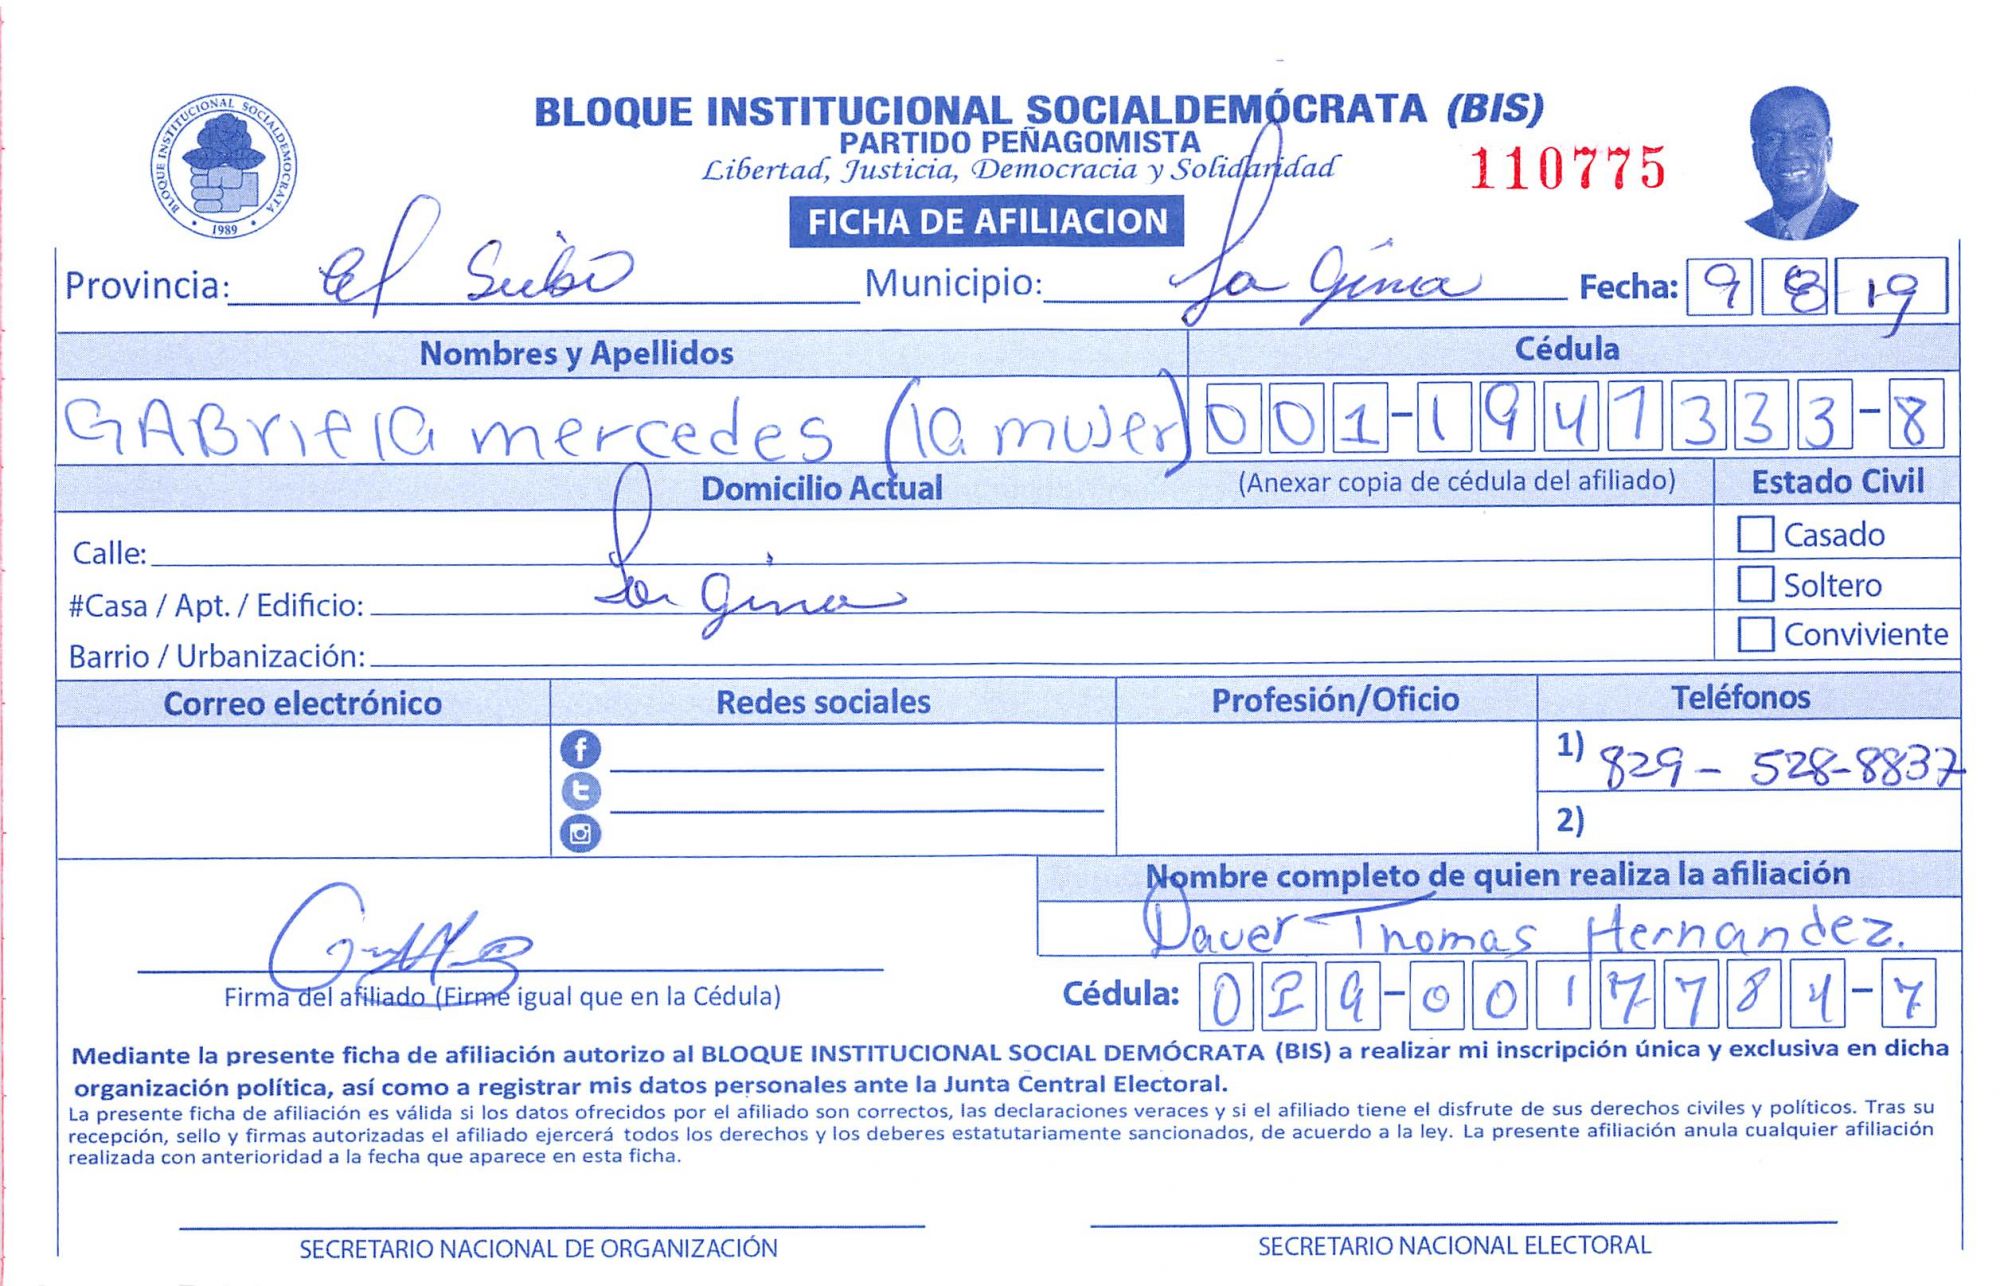 BLOQUE INSTITUCIONAL SOCIALDEMÓCRATA
1989
BLOQUE INSTITUCIONAL SOCIALDEMÓCRATA (BIS)
PARTIDO PEÑAGOMISTA
Libertad, Justicia, Democracia y Solidaridad
110775
FICHA DE AFILIACION
Provincia: El Seibo Municipio: La Gina Fecha: 9 8 19
Nombres y Apellidos Cédula
GABriela mercedes (la mujer) 001-1947333-8
Domicilio Actual (Anexar copia de cédula del afiliado) Estado Civil
Calle: Casado
La Gina
#Casa / Apt. / Edificio: Soltero
Barrio / Urbanización: Conviviente
Correo electrónico Redes sociales Profesión/Oficio Teléfonos
1) 829-528-8837
2)
Nombre completo de quien realiza la afiliación
Daver Thomas Hernandez.
Firma del afiliado (Firme igual que en la Cédula) Cédula: 029-0017784-7
Mediante la presente ficha de afiliación autorizo al BLOQUE INSTITUCIONAL SOCIAL DEMÓCRATA (BIS) a realizar mi inscripción única y exclusiva en dicha
organización política, así como a registrar mis datos personales ante la Junta Central Electoral.
La presente ficha de afiliación es válida si los datos ofrecidos por el afiliado son correctos, las declaraciones veraces y si el afiliado tiene el disfrute de sus derechos civiles y políticos. Tras su
recepción, sello y firmas autorizadas el afiliado ejercerá todos los derechos y los deberes estatutariamente sancionados, de acuerdo a la ley. La presente afiliación anula cualquier afiliación
realizada con anterioridad a la fecha que aparece en esta ficha.
SECRETARIO NACIONAL DE ORGANIZACIÓN SECRETARIO NACIONAL ELECTORAL